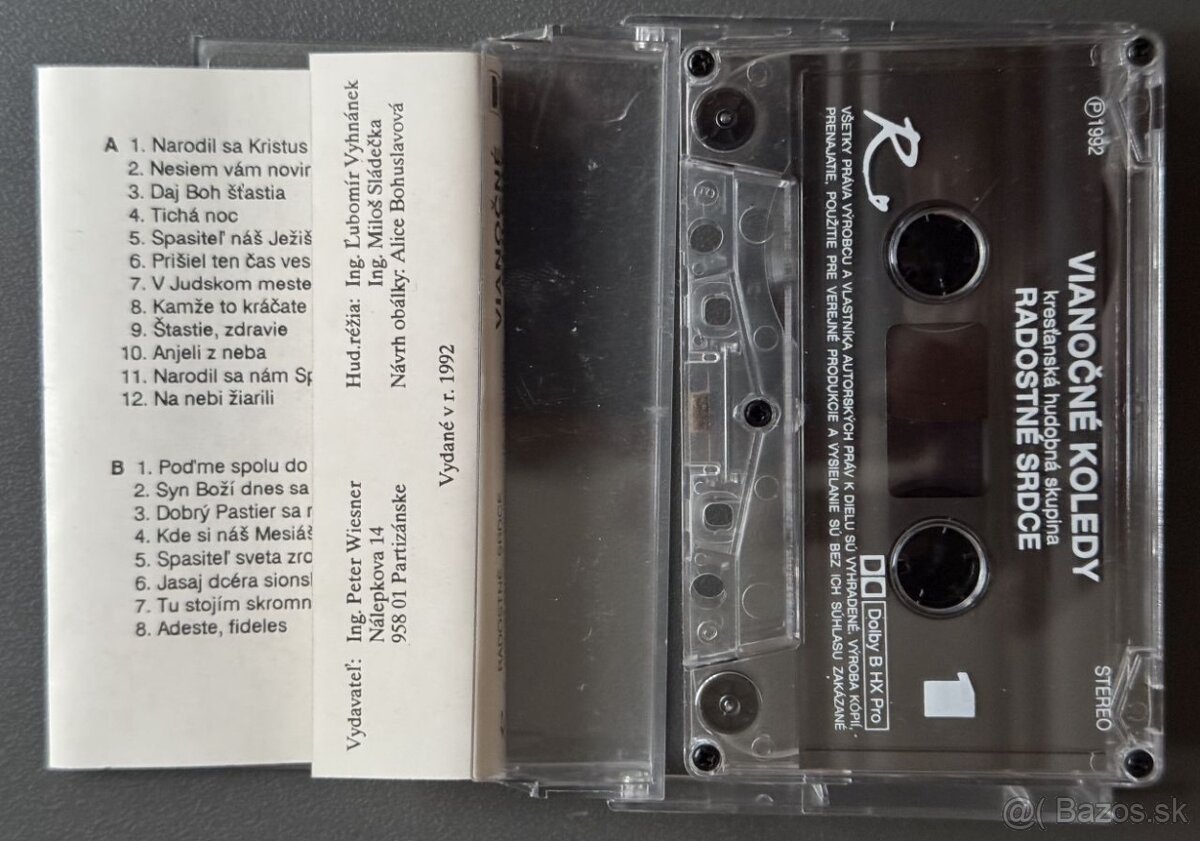 A 1. Narodil sa Kristus
2. Nesiem vám novin
3. Daj Boh šťastia
4. Tichá noc
5. Spasiteľ náš Ježiš
6. Prišiel ten čas ves
7. V Judskom meste
8. Kamže to kráčate
9. Štastie, zdravie
10. Anjeli z neba
11. Narodil sa nám Sp
12. Na nebi žiarili
B 1. Poďme spolu do
2. Syn Boží dnes sa
3. Dobrý Pastier sa
4. Kde si náš Mesiáš
5. Spasiteľ sveta zro
6. Jasaj dcéra sions
7. Tu stojím skromn
8. Adeste, fideles
Vydavateľ: Ing. Peter Wiesner
Nálepkova 14
958 01 Partizánske
Hud.réžia: Ing. Ľubomír Vyhnánek
Ing. Miloš Sládečka
Návrh obálky: Alice Bohuslavová
Vydané v r. 1992
VIANOČNÉ
RADOSTNÉ SRDCE
Ⓟ1992
STEREO
VIANOČNÉ KOLEDY
kresťanská hudobná skupina
RADOSTNÉ SRDCE
1
R
Dolby B HX Pro
VŠETKY PRÁVA VÝROBCU A VLASTNÍKA AUTORSKÝCH PRÁV K DIELU SÚ VYHRADENÉ. VÝROBA KÓPIÍ,
PRENAJATIE, POUŽITIE PRE VEREJNÉ PRODUKCIE A VYSIELANIE SÚ BEZ ICH SÚHLASU ZAKÁZANÉ
@( Bazos.sk